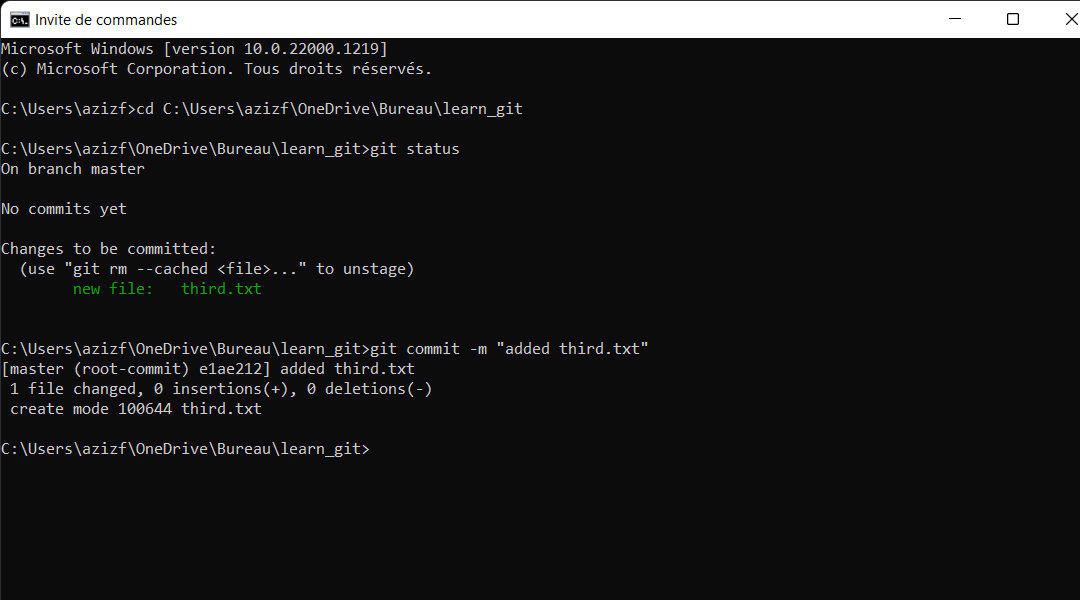 Invite de commandes
Microsoft Windows [version 10.0.22000.1219]
(c) Microsoft Corporation. Tous droits réservés.
C:\Users\azizf>cd C:\Users\azizf\OneDrive\Bureau\learn_git
C:\Users\azizf\OneDrive\Bureau\learn_git>git status
On branch master
No commits yet
Changes to be committed:
  (use "git rm --cached <file>..." to unstage)
        new file:   third.txt
C:\Users\azizf\OneDrive\Bureau\learn_git>git commit -m "added third.txt"
[master (root-commit) e1ae212] added third.txt
 1 file changed, 0 insertions(+), 0 deletions(-)
 create mode 100644 third.txt
C:\Users\azizf\OneDrive\Bureau\learn_git>